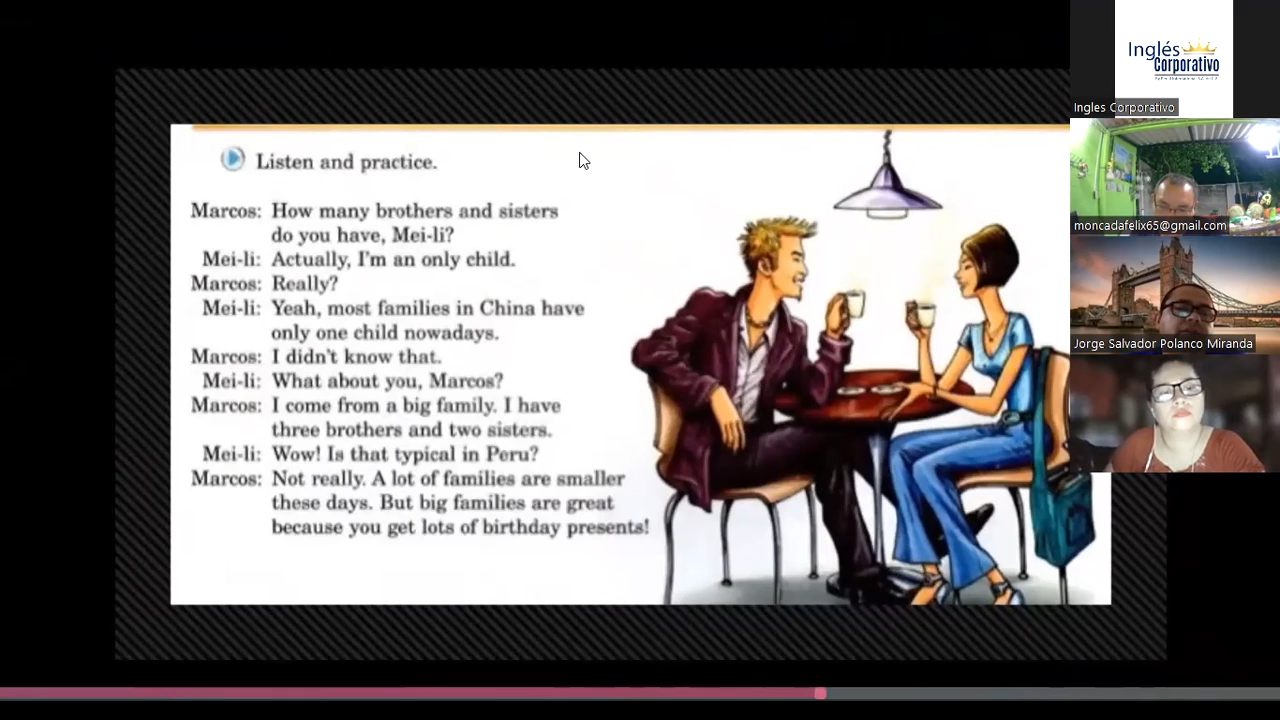 Listen and practice.
Marcos: How many brothers and sisters
do you have, Mei-li?
Mei-li: Actually, I'm an only child.
Marcos: Really?
Mei-li: Yeah, most families in China have
only one child nowadays.
Marcos: I didn't know that.
Mei-li: What about you, Marcos?
Marcos: I come from a big family. I have
three brothers and two sisters.
Mei-li: Wow! Is that typical in Peru?
Marcos: Not really. A lot of families are smaller
these days. But big families are great
because you get lots of birthday presents!
Inglés
Corporativo
Ingles Corporativo
moncadafelix65@gmail.com
Jorge Salvador Polanco Miranda